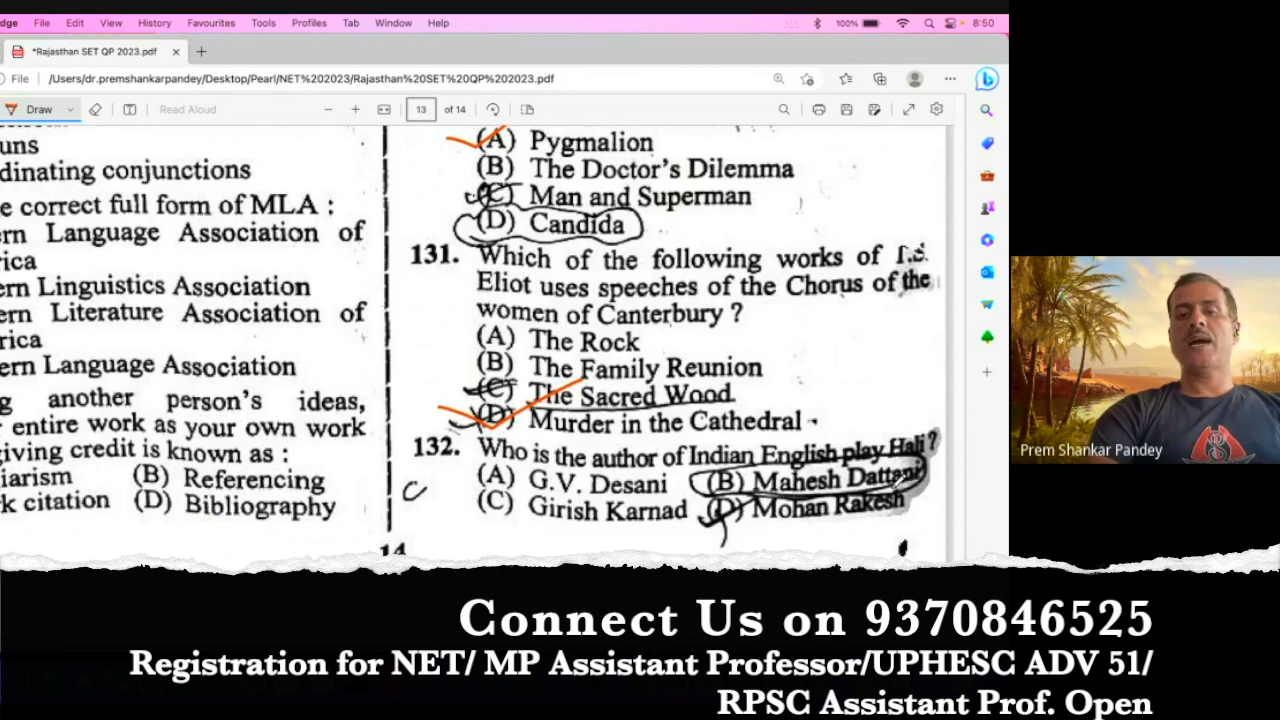 dge File Edit View History Favourites Tools Profiles Tab Window Help 100% 8:50
*Rajasthan SET QP 2023.pdf
File /Users/dr.premshankarpandey/Desktop/Pearl/NET%202023/Rajasthan%20SET%20QP%202023.pdf
Draw Read Aloud 13 of 14
uns
dinating conjunctions
e correct full form of MLA :
ern Language Association of
rica
ern Linguistics Association
ern Literature Association of
rica
ern Language Association
g another person's ideas,
entire work as your own work
giving credit is known as :
iarism (B) Referencing
k citation (D) Bibliography
14
(A) Pygmalion
(B) The Doctor's Dilemma
(C) Man and Superman
(D) Candida
131. Which of the following works of T.S.
Eliot uses speeches of the Chorus of the
women of Canterbury ?
(A) The Rock
(B) The Family Reunion
(C) The Sacred Wood
(D) Murder in the Cathedral
132. Who is the author of Indian English play Hali ?
(A) G.V. Desani (B) Mahesh Dattani
(C) Girish Karnad (D) Mohan Rakesh
C
Prem Shankar Pandey
Connect Us on 9370846525
Registration for NET/ MP Assistant Professor/UPHESC ADV 51/
RPSC Assistant Prof. Open